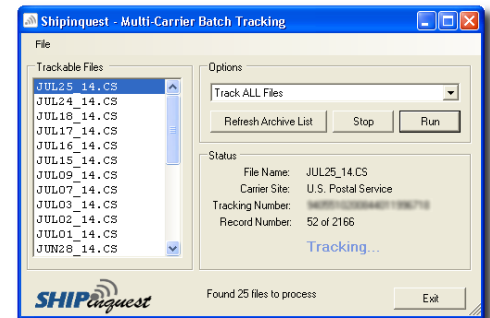 Shipinquest - Multi-Carrier Batch Tracking
File
Trackable Files
JUL25_14.CS
JUL24_14.CS
JUL18_14.CS
JUL17_14.CS
JUL16_14.CS
JUL15_14.CS
JUL09_14.CS
JUL07_14.CS
JUL03_14.CS
JUL02_14.CS
JUL01_14.CS
JUN28_14.CS
Options
Track ALL Files
Refresh Archive List Stop Run
Status
File Name: JUL25_14.CS
Carrier Site: U.S. Postal Service
Tracking Number:
Record Number: 52 of 2166
Tracking...
SHIPinquest
Found 25 files to process
Exit